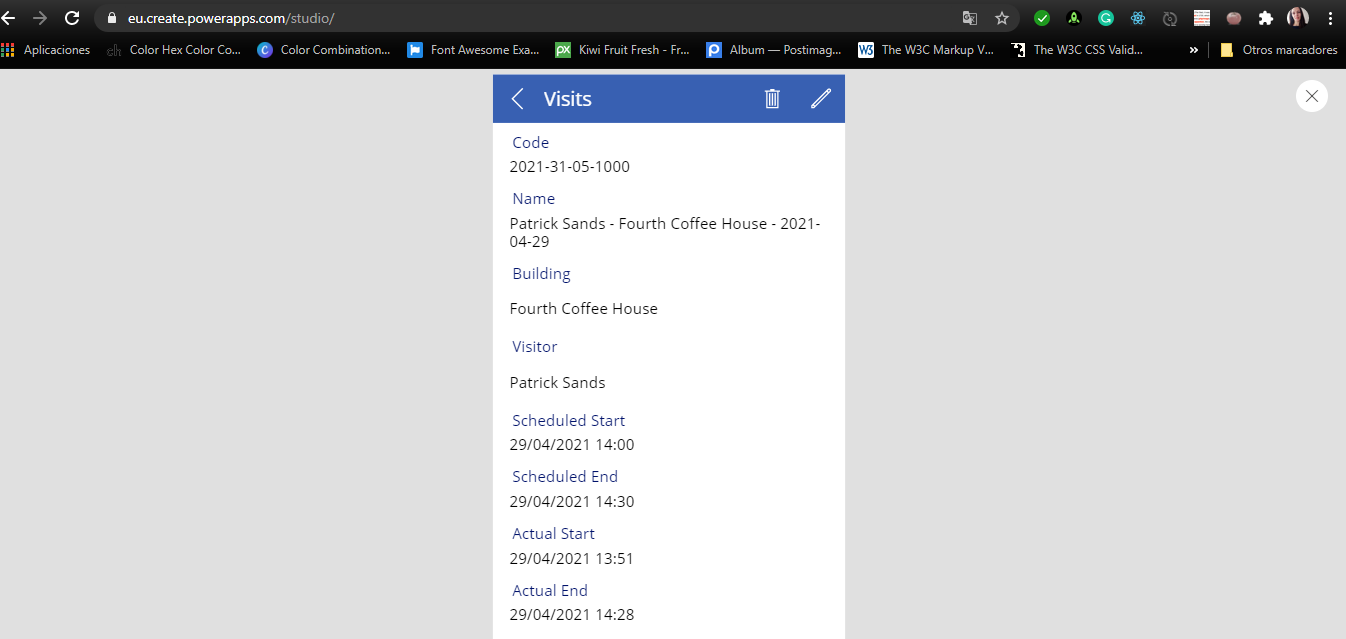 eu.create.powerapps.com/studio/
Aplicaciones
Color Hex Color Co...
Color Combination...
Font Awesome Exa...
Kiwi Fruit Fresh - Fr...
Album — Postimag...
The W3C Markup V...
The W3C CSS Valid...
»
Otros marcadores
Visits
Code
2021-31-05-1000
Name
Patrick Sands - Fourth Coffee House - 2021-
04-29
Building
Fourth Coffee House
Visitor
Patrick Sands
Scheduled Start
29/04/2021 14:00
Scheduled End
29/04/2021 14:30
Actual Start
29/04/2021 13:51
Actual End
29/04/2021 14:28